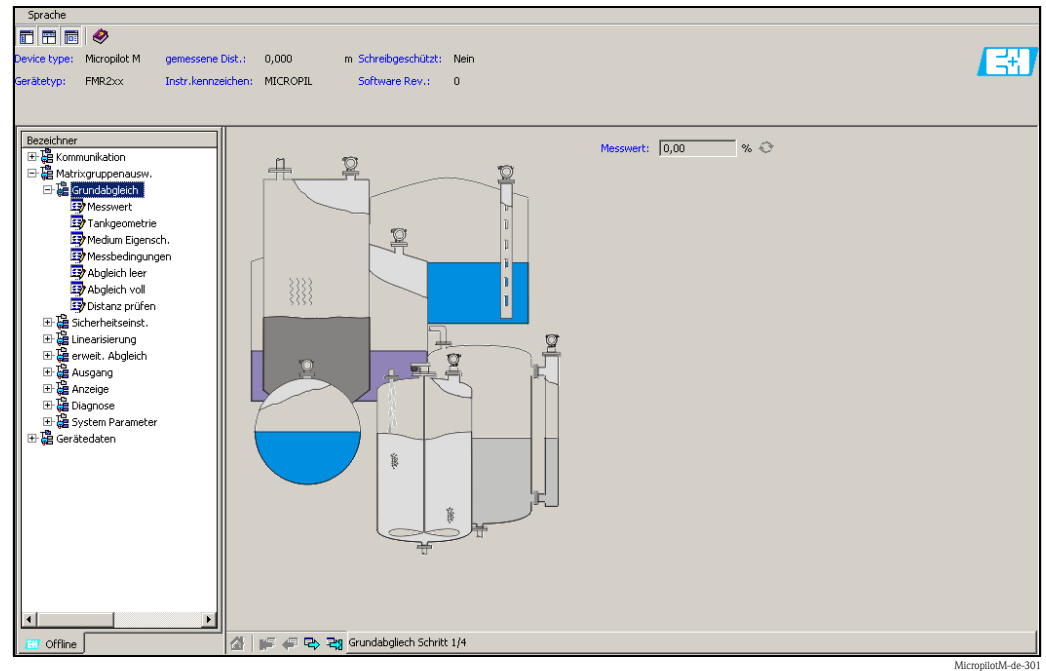 Sprache
Device type: Micropilot M gemessene Dist.: 0,000 m Schreibgeschützt: Nein
Gerätetyp: FMR2xx Instr.kennzeichen: MICROPIL Software Rev.: 0
E+H
Bezeichner
Kommunikation
Matrixgruppenausw.
Grundabgleich
Messwert
Tankgeometrie
Medium Eigensch.
Messbedingungen
Abgleich leer
Abgleich voll
Distanz prüfen
Sicherheitseinst.
Linearisierung
erweit. Abgleich
Ausgang
Anzeige
Diagnose
System Parameter
Gerätedaten
Messwert: 0,00 %
Offline
Grundabgliech Schritt 1/4
MicropilotM-de-301